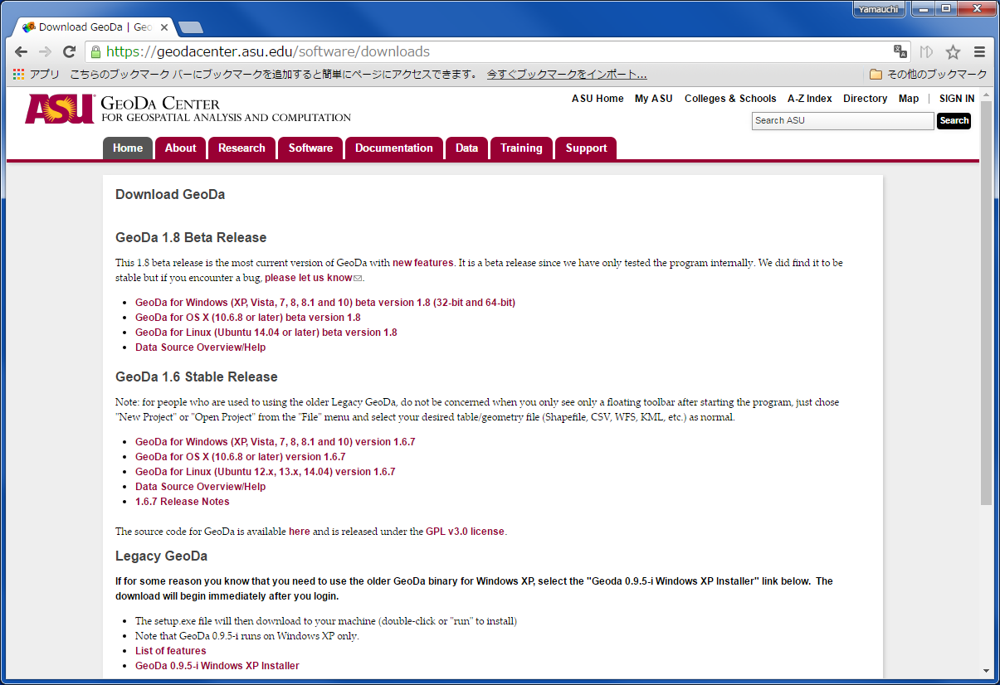 Yamauchi
Download GeoDa | Geo
https://geodacenter.asu.edu/software/downloads
アプリ こちらのブックマーク バーにブックマークを追加すると簡単にページにアクセスできます。 今すぐブックマークをインポート... その他のブックマーク
ASU GEODA CENTER
FOR GEOSPATIAL ANALYSIS AND COMPUTATION
ASU Home My ASU Colleges & Schools A-Z Index Directory Map | SIGN IN
Search ASU Search
Home About Research Software Documentation Data Training Support
Download GeoDa
GeoDa 1.8 Beta Release
This 1.8 beta release is the most current version of GeoDa with new features. It is a beta release since we have only tested the program internally. We did find it to be
stable but if you encounter a bug, please let us know.
• GeoDa for Windows (XP, Vista, 7, 8, 8.1 and 10) beta version 1.8 (32-bit and 64-bit)
• GeoDa for OS X (10.6.8 or later) beta version 1.8
• GeoDa for Linux (Ubuntu 14.04 or later) beta version 1.8
• Data Source Overview/Help
GeoDa 1.6 Stable Release
Note: for people who are used to using the older Legacy GeoDa, do not be concerned when you only see only a floating toolbar after starting the program, just chose
"New Project" or "Open Project" from the "File" menu and select your desired table/geometry file (Shapefile, CSV, WFS, KML, etc.) as normal.
• GeoDa for Windows (XP, Vista, 7, 8, 8.1 and 10) version 1.6.7
• GeoDa for OS X (10.6.8 or later) version 1.6.7
• GeoDa for Linux (Ubuntu 12.x, 13.x, 14.04) version 1.6.7
• Data Source Overview/Help
• 1.6.7 Release Notes
The source code for GeoDa is available here and is released under the GPL v3.0 license.
Legacy GeoDa
If for some reason you know that you need to use the older GeoDa binary for Windows XP, select the "Geoda 0.9.5-i Windows XP Installer" link below. The
download will begin immediately after you login.
• The setup.exe file will then download to your machine (double-click or "run" to install)
• Note that GeoDa 0.9.5-i runs on Windows XP only.
• List of features
• GeoDa 0.9.5-i Windows XP Installer